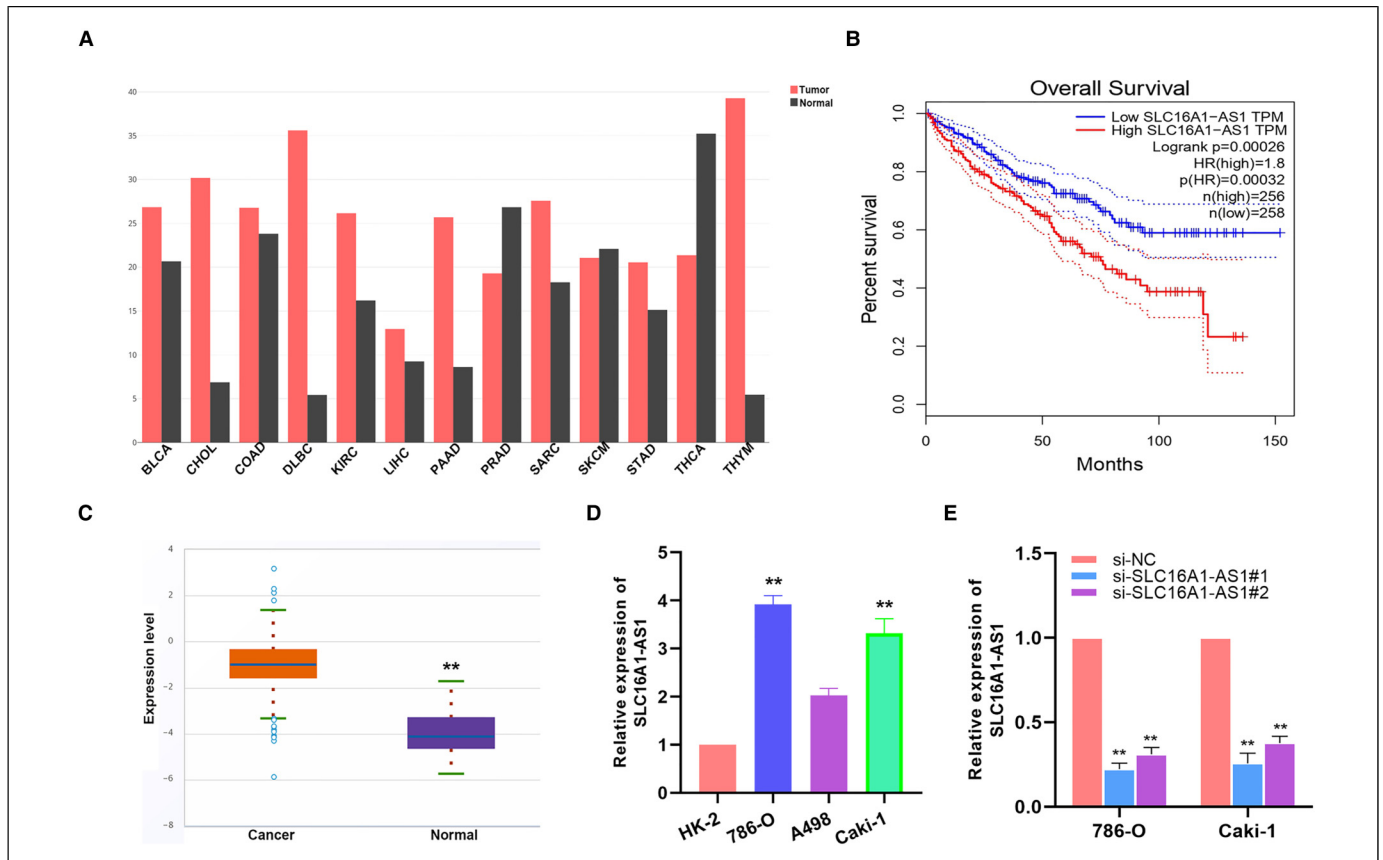 A
40
35
30
25
20
15
10
5
0
Tumor
Normal
BLCA
CHOL
COAD
DLBC
KIRC
LIHC
PAAD
PRAD
SARC
SKCM
STAD
THCA
THYM
B
Overall Survival
Low SLC16A1−AS1 TPM
High SLC16A1−AS1 TPM
Logrank p=0.00026
HR(high)=1.8
p(HR)=0.00032
n(high)=256
n(low)=258
Percent survival
1.0
0.8
0.6
0.4
0.2
0.0
0 50 100 150
Months
C
Expression level
4
2
0
−2
−4
−6
−8
**
Cancer Normal
D
Relative expression of
SLC16A1-AS1
5
4
3
2
1
0
**
**
HK-2
786-O
A498
Caki-1
E
Relative expression of
SLC16A1-AS1
1.5
1.0
0.5
0.0
si-NC
si-SLC16A1-AS1#1
si-SLC16A1-AS1#2
** ** ** **
786-O Caki-1